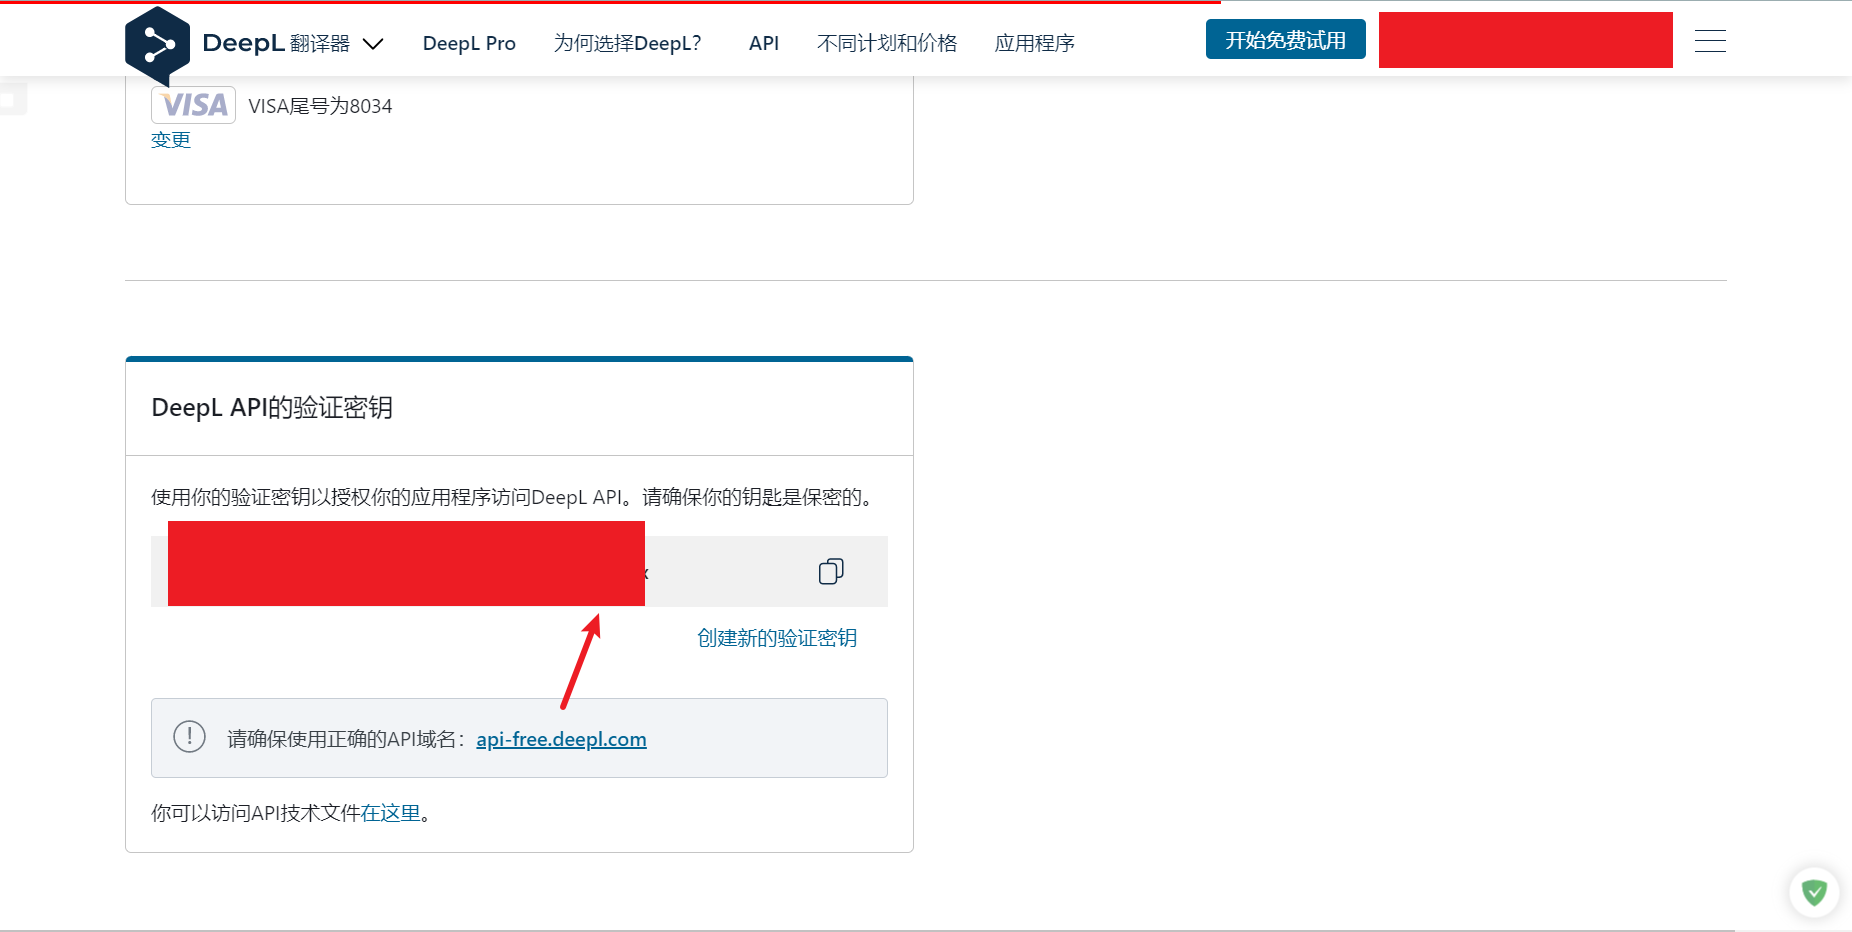 DeepL 翻译器 DeepL Pro 为何选择DeepL? API 不同计划和价格 应用程序 开始免费试用
VISA VISA尾号为8034
变更
DeepL API的验证密钥
使用你的验证密钥以授权你的应用程序访问DeepL API。请确保你的钥匙是保密的。
x
创建新的验证密钥
请确保使用正确的API域名：api-free.deepl.com
你可以访问API技术文件在这里。